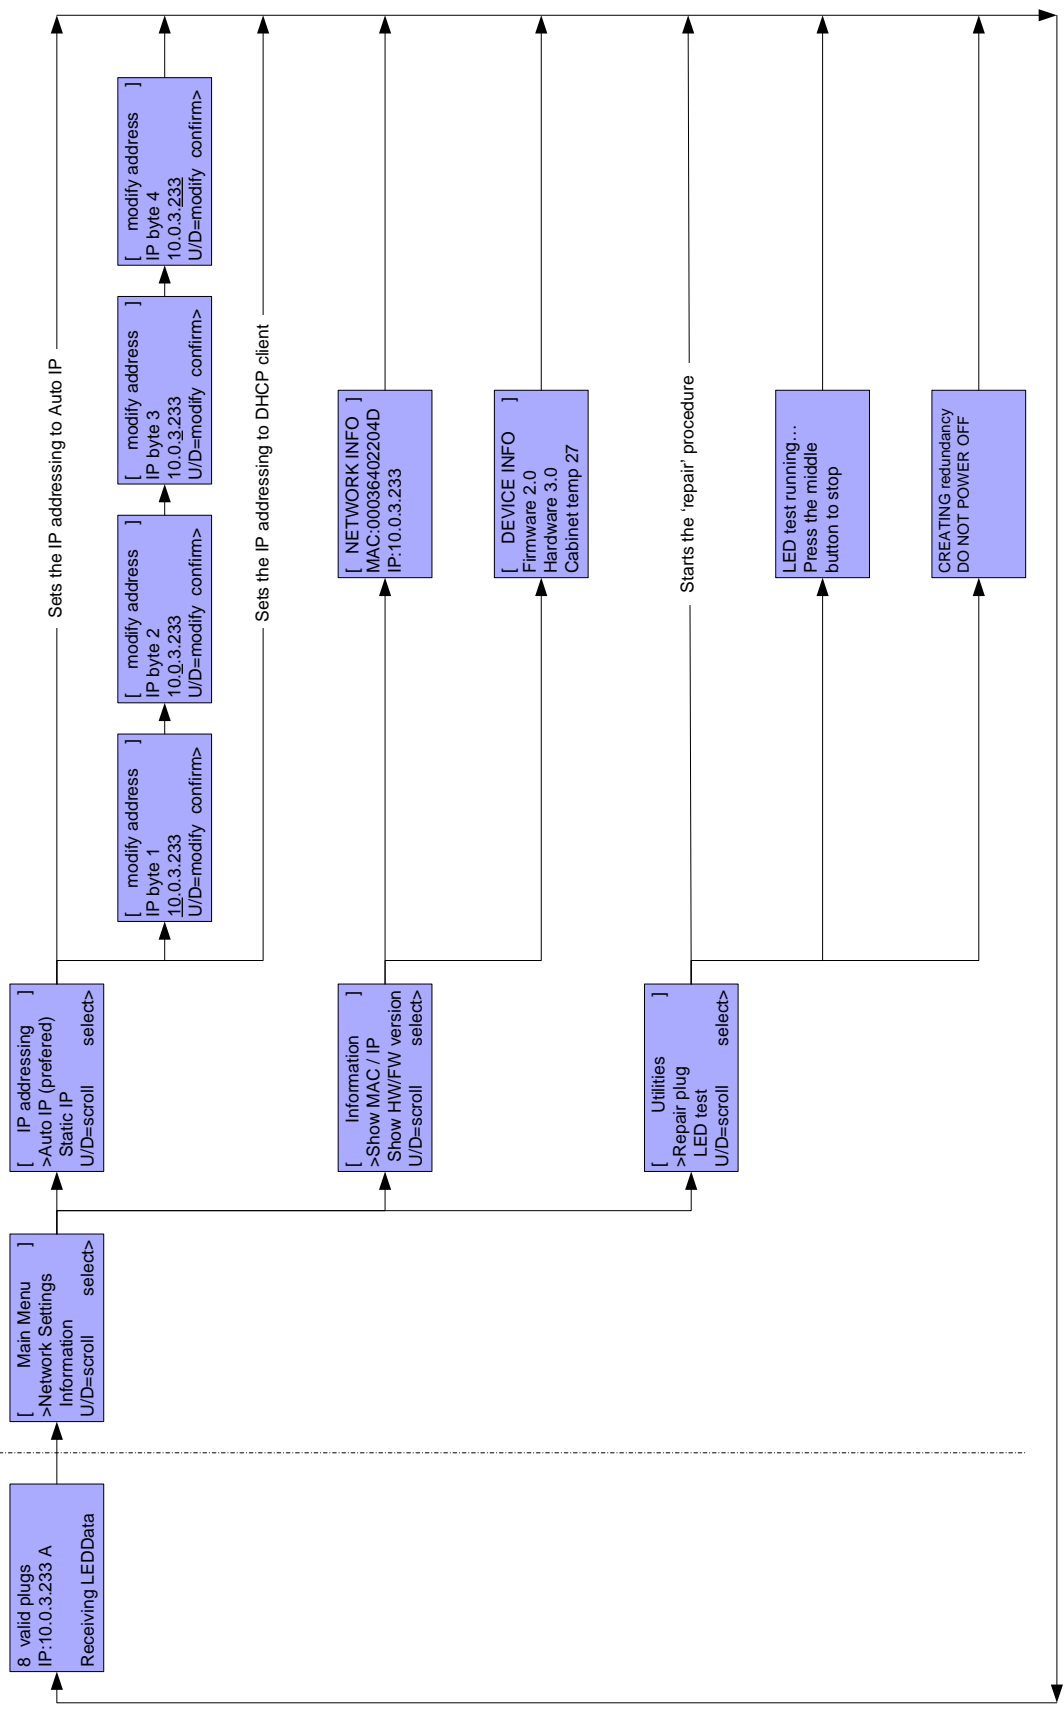 8  valid plugs
IP:10.0.3.233 A
Receiving LEDData
[ Main Menu ]
>Network Settings
Information
U/D=scroll select>
[ IP addressing ]
>Auto IP (prefered)
Static IP
U/D=scroll select>
Sets the IP addressing to Auto IP
[ modify address ]
IP byte 1
10.0.3.233
U/D=modify confirm>
[ modify address ]
IP byte 2
10.0.3.233
U/D=modify confirm>
[ modify address ]
IP byte 3
10.0.3.233
U/D=modify confirm>
[ modify address ]
IP byte 4
10.0.3.233
U/D=modify confirm>
Sets the IP addressing to DHCP client
[ Information ]
>Show MAC / IP
Show HW/FW version
U/D=scroll select>
[ NETWORK INFO ]
MAC:00036402204D
IP:10.0.3.233
[ DEVICE INFO ]
Firmware 2.0
Hardware 3.0
Cabinet temp 27
[ Utilities ]
>Repair plug
LED test
U/D=scroll select>
Starts the ‘repair’ procedure
LED test running…
Press the middle
button to stop
CREATING redundancy
DO NOT POWER OFF